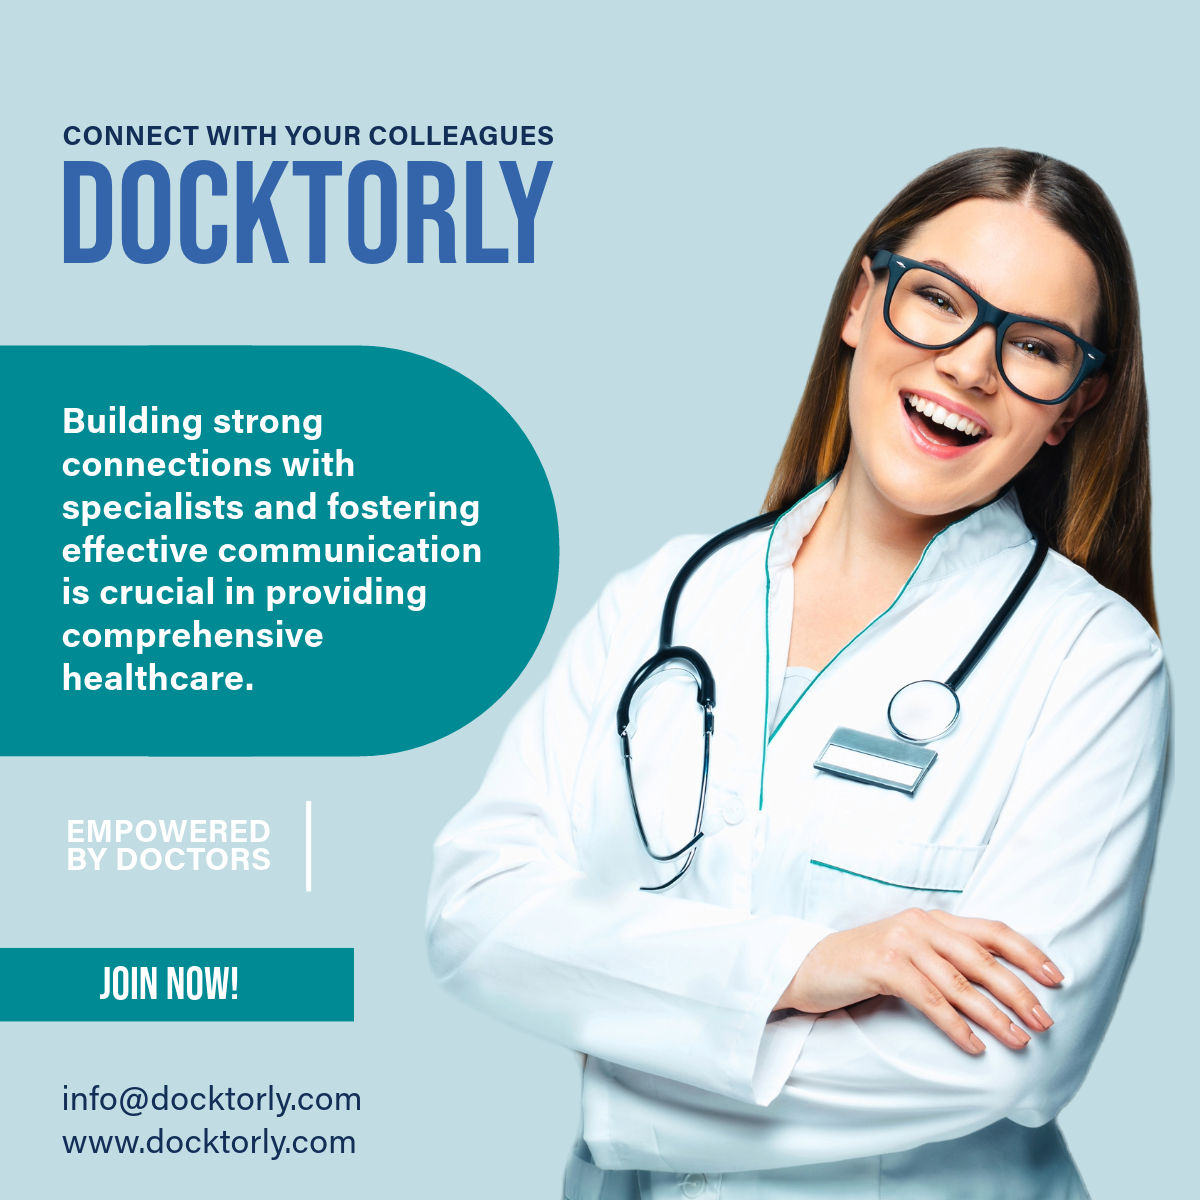 CONNECT WITH YOUR COLLEAGUES
DOCKTORLY
Building strong
connections with
specialists and fostering
effective communication
is crucial in providing
comprehensive
healthcare.
EMPOWERED
BY DOCTORS
JOIN NOW!
info@docktorly.com
www.docktorly.com